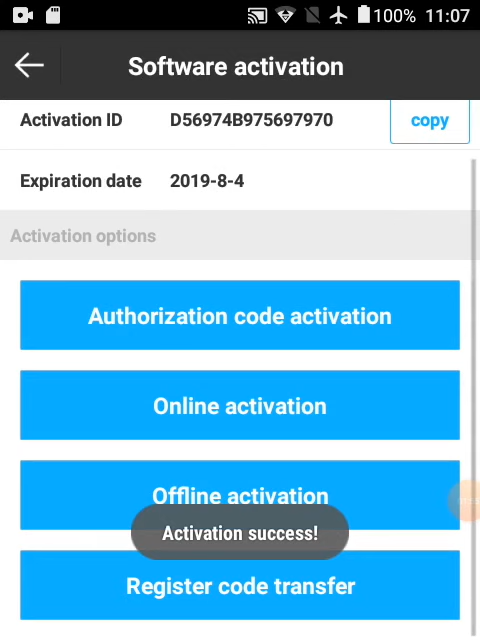 100% 11:07
Software activation
Activation ID D56974B975697970 copy
Expiration date 2019-8-4
Activation options
Authorization code activation
Online activation
Offline activation
Activation success!
Register code transfer